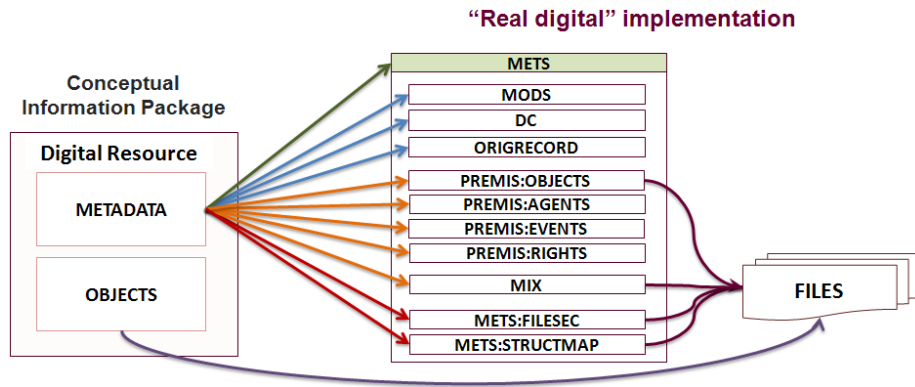 “Real digital” implementation
Conceptual
Information Package
Digital Resource
METADATA
OBJECTS
METS
MODS
DC
ORIGRECORD
PREMIS:OBJECTS
PREMIS:AGENTS
PREMIS:EVENTS
PREMIS:RIGHTS
MIX
METS:FILESEC
METS:STRUCTMAP
FILES